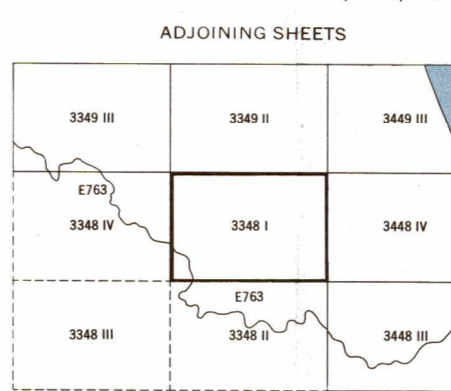 ADJOINING SHEETS
3349 III 3349 II 3449 III
E763
3348 IV 3348 I 3448 IV
E763
3348 III 3348 II 3448 III